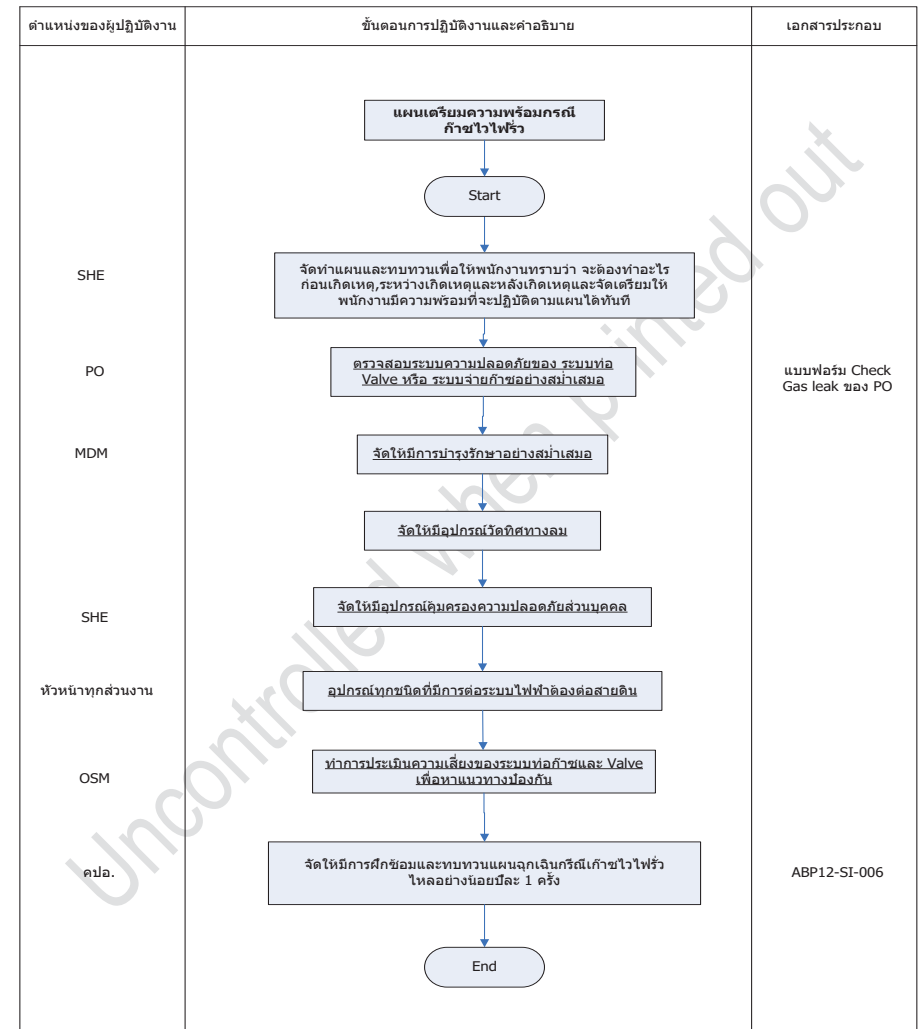 ตำแหน่งของผู้ปฏิบัติงาน
ขั้นตอนการปฏิบัติงานและคำอธิบาย
เอกสารประกอบ
แผนเตรียมความพร้อมกรณี
ก๊าซไวไฟรั่ว
Start
SHE
จัดทำแผนและทบทวนเพื่อให้พนักงานทราบว่า จะต้องทำอะไร
ก่อนเกิดเหตุ,ระหว่างเกิดเหตุและหลังเกิดเหตุและจัดเตรียมให้
พนักงานมีความพร้อมที่จะปฏิบัติตามแผนได้ทันที
PO
ตรวจสอบระบบความปลอดภัยของ ระบบท่อ
Valve หรือ ระบบจ่ายก๊าซอย่างสม่ำเสมอ
แบบฟอร์ม Check
Gas leak ของ PO
MDM
จัดให้มีการบำรุงรักษาอย่างสม่ำเสมอ
จัดให้มีอุปกรณ์วัดทิศทางลม
SHE
จัดให้มีอุปกรณ์คุ้มครองความปลอดภัยส่วนบุคคล
หัวหน้าทุกส่วนงาน
อุปกรณ์ทุกชนิดที่มีการต่อระบบไฟฟ้าต้องต่อสายดิน
OSM
ทำการประเมินความเสี่ยงของระบบท่อก๊าซและ Valve
เพื่อหาแนวทางป้องกัน
คปอ.
จัดให้มีการฝึกซ้อมและทบทวนแผนฉุกเฉินกรีณีเก๊าซไวไฟรั่ว
ไหลอย่างน้อยปีละ 1 ครั้ง
ABP12-SI-006
End
Uncontrolled when printed out